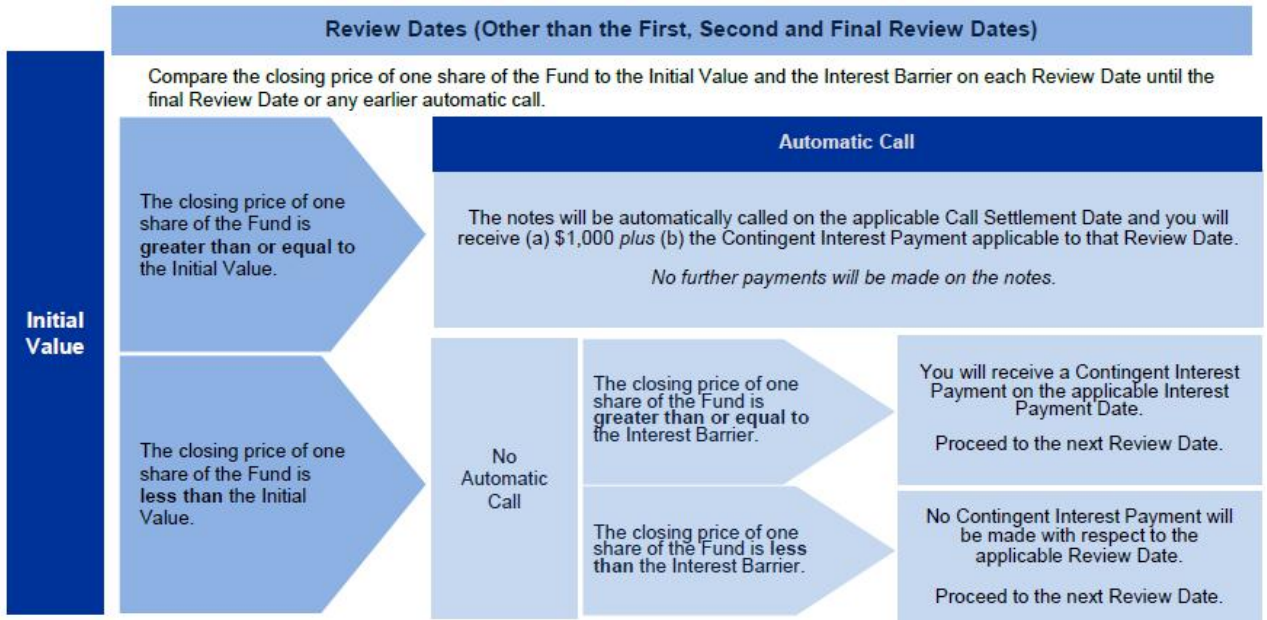 Review Dates (Other than the First, Second and Final Review Dates)
Compare the closing price of one share of the Fund to the Initial Value and the Interest Barrier on each Review Date until the
final Review Date or any earlier automatic call.
Initial
Value
The closing price of one
share of the Fund is
greater than or equal to
the Initial Value.
Automatic Call
The notes will be automatically called on the applicable Call Settlement Date and you will
receive (a) $1,000 plus (b) the Contingent Interest Payment applicable to that Review Date.
No further payments will be made on the notes.
The closing price of one
share of the Fund is
less than the Initial
Value.
No
Automatic
Call
The closing price of one
share of the Fund is
greater than or equal to
the Interest Barrier.
You will receive a Contingent Interest
Payment on the applicable Interest
Payment Date.
Proceed to the next Review Date.
The closing price of one
share of the Fund is less
than the Interest Barrier.
No Contingent Interest Payment will
be made with respect to the
applicable Review Date.
Proceed to the next Review Date.